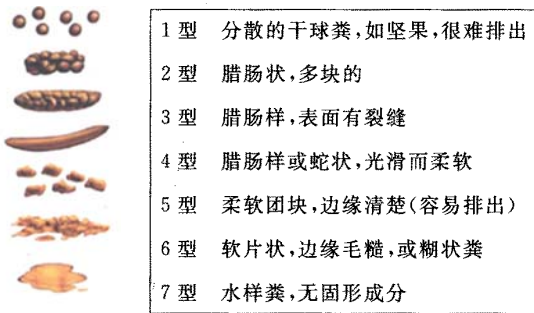 1型 分散的干球粪,如坚果,很难排出
2型 腊肠状,多块的
3型 腊肠样,表面有裂缝
4型 腊肠样或蛇状,光滑而柔软
5型 柔软团块,边缘清楚(容易排出)
6型 软片状,边缘毛糙,或糊状粪
7型 水样粪,无固形成分